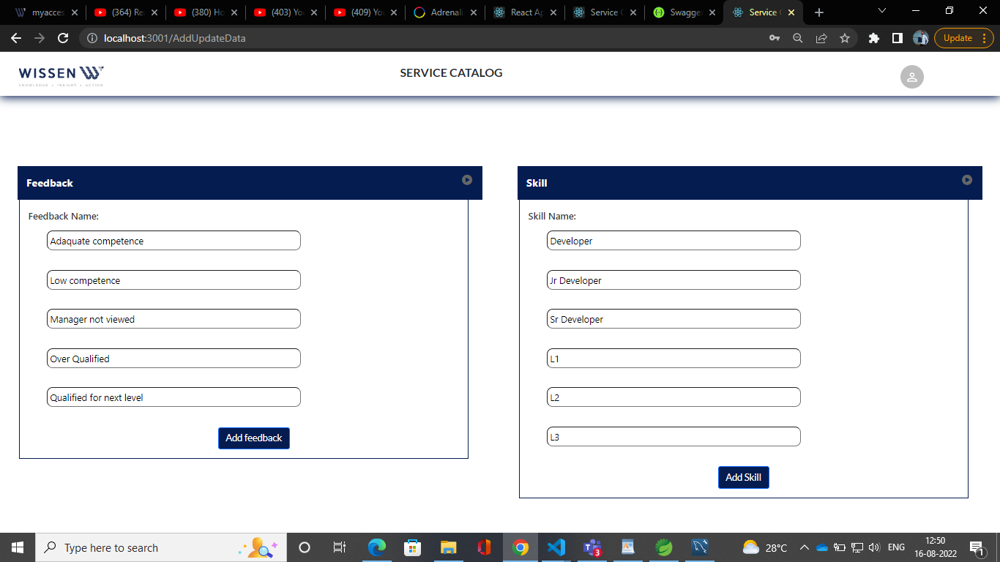 myacces
(364) Re
(380) Ho
(403) Yo
(409) Yo
Adrenali
React Ap
Service C
Swagge
Service C
localhost:3001/AddUpdateData
Update
WISSEN
KNOWLEDGE • INSIGHT • ACTION
SERVICE CATALOG
Feedback
Feedback Name:
Adaquate competence
Low competence
Manager not viewed
Over Qualified
Qualified for next level
Add feedback
Skill
Skill Name:
Developer
Jr Developer
Sr Developer
L1
L2
L3
Add Skill
Type here to search
3
28°C
ENG
12:50
16-08-2022
1